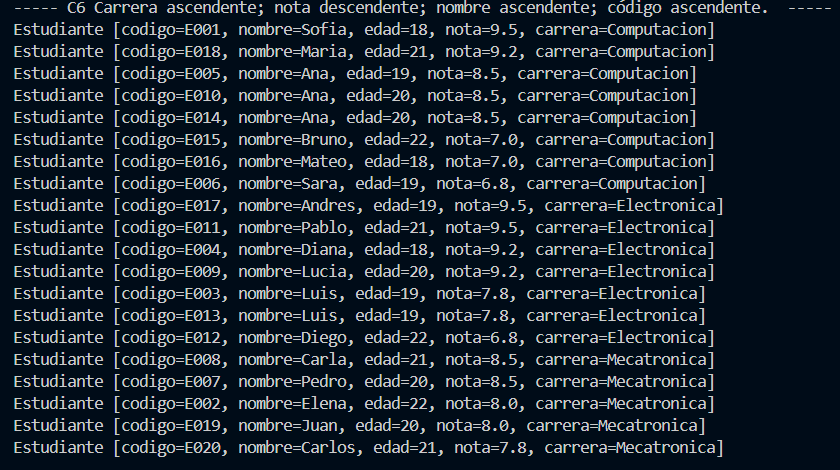 ----- C6 Carrera ascendente; nota descendente; nombre ascendente; código ascendente.  -----
Estudiante [codigo=E001, nombre=Sofia, edad=18, nota=9.5, carrera=Computacion]
Estudiante [codigo=E018, nombre=Maria, edad=21, nota=9.2, carrera=Computacion]
Estudiante [codigo=E005, nombre=Ana, edad=19, nota=8.5, carrera=Computacion]
Estudiante [codigo=E010, nombre=Ana, edad=20, nota=8.5, carrera=Computacion]
Estudiante [codigo=E014, nombre=Ana, edad=20, nota=8.5, carrera=Computacion]
Estudiante [codigo=E015, nombre=Bruno, edad=22, nota=7.0, carrera=Computacion]
Estudiante [codigo=E016, nombre=Mateo, edad=18, nota=7.0, carrera=Computacion]
Estudiante [codigo=E006, nombre=Sara, edad=19, nota=6.8, carrera=Computacion]
Estudiante [codigo=E017, nombre=Andres, edad=19, nota=9.5, carrera=Electronica]
Estudiante [codigo=E011, nombre=Pablo, edad=21, nota=9.5, carrera=Electronica]
Estudiante [codigo=E004, nombre=Diana, edad=18, nota=9.2, carrera=Electronica]
Estudiante [codigo=E009, nombre=Lucia, edad=20, nota=9.2, carrera=Electronica]
Estudiante [codigo=E003, nombre=Luis, edad=19, nota=7.8, carrera=Electronica]
Estudiante [codigo=E013, nombre=Luis, edad=19, nota=7.8, carrera=Electronica]
Estudiante [codigo=E012, nombre=Diego, edad=22, nota=6.8, carrera=Electronica]
Estudiante [codigo=E008, nombre=Carla, edad=21, nota=8.5, carrera=Mecatronica]
Estudiante [codigo=E007, nombre=Pedro, edad=20, nota=8.5, carrera=Mecatronica]
Estudiante [codigo=E002, nombre=Elena, edad=22, nota=8.0, carrera=Mecatronica]
Estudiante [codigo=E019, nombre=Juan, edad=20, nota=8.0, carrera=Mecatronica]
Estudiante [codigo=E020, nombre=Carlos, edad=21, nota=7.8, carrera=Mecatronica]